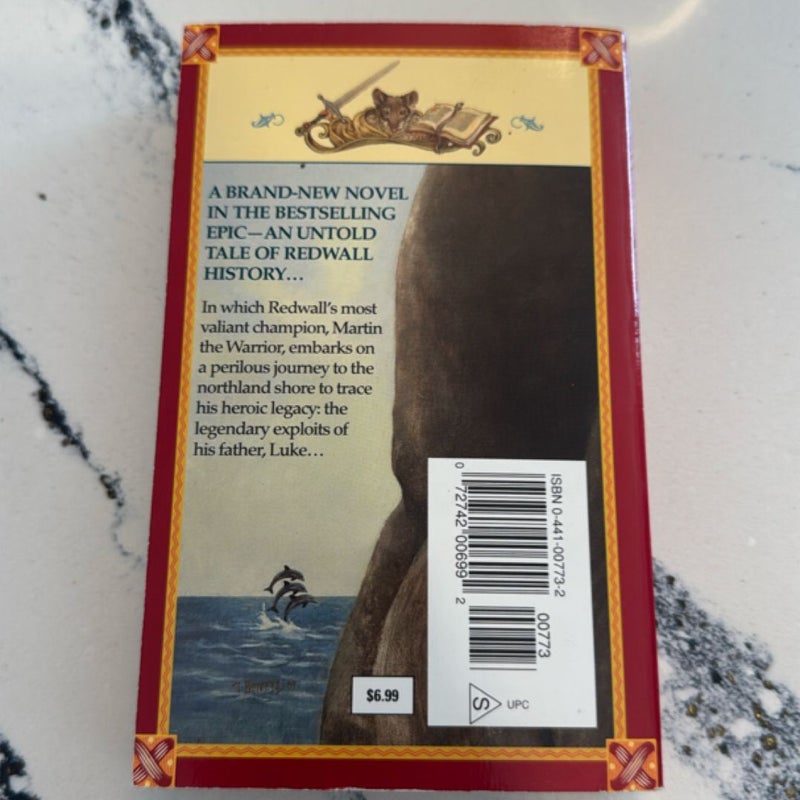 A BRAND-NEW NOVEL
IN THE BESTSELLING
EPIC—AN UNTOLD
TALE OF REDWALL
HISTORY...
In which Redwall's most
valiant champion, Martin
the Warrior, embarks on
a perilous journey to the
northland shore to trace
his heroic legacy: the
legendary exploits of
his father, Luke...
ISBN 0-441-00773-2
0 72742 00699 2
00773
S UPC
$6.99